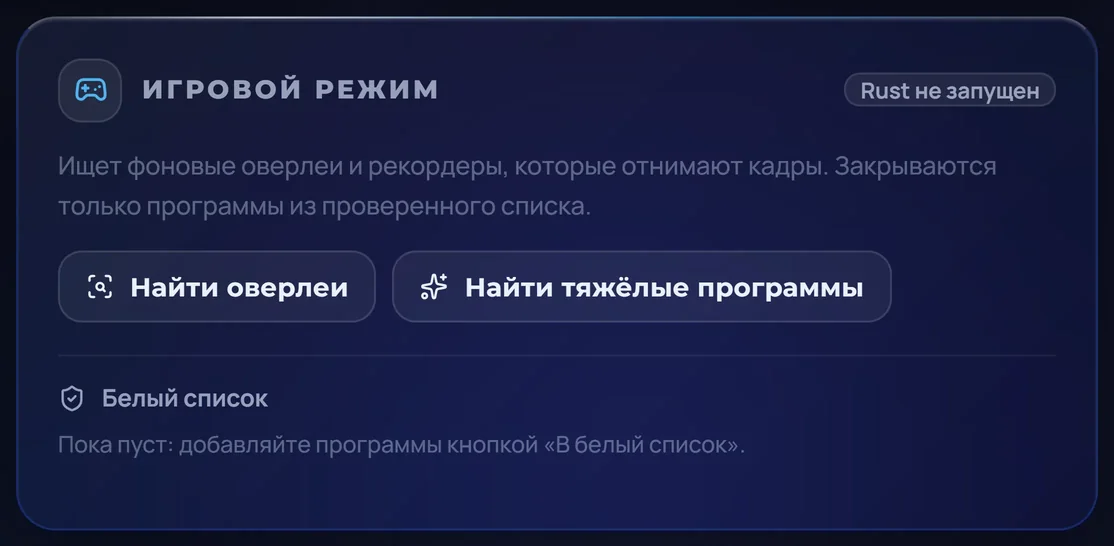 ИГРОВОЙ РЕЖИМ
Rust не запущен
Ищет фоновые оверлеи и рекордеры, которые отнимают кадры. Закрываются
только программы из проверенного списка.
Найти оверлеи
Найти тяжёлые программы
Белый список
Пока пуст: добавляйте программы кнопкой «В белый список».